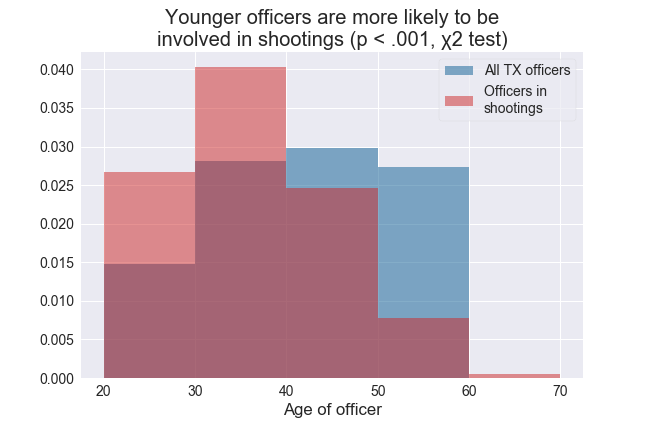 Younger officers are more likely to be
involved in shootings (p < .001, χ2 test)
All TX officers
Officers in
shootings
0.040
0.035
0.030
0.025
0.020
0.015
0.010
0.005
0.000
20 30 40 50 60 70
Age of officer